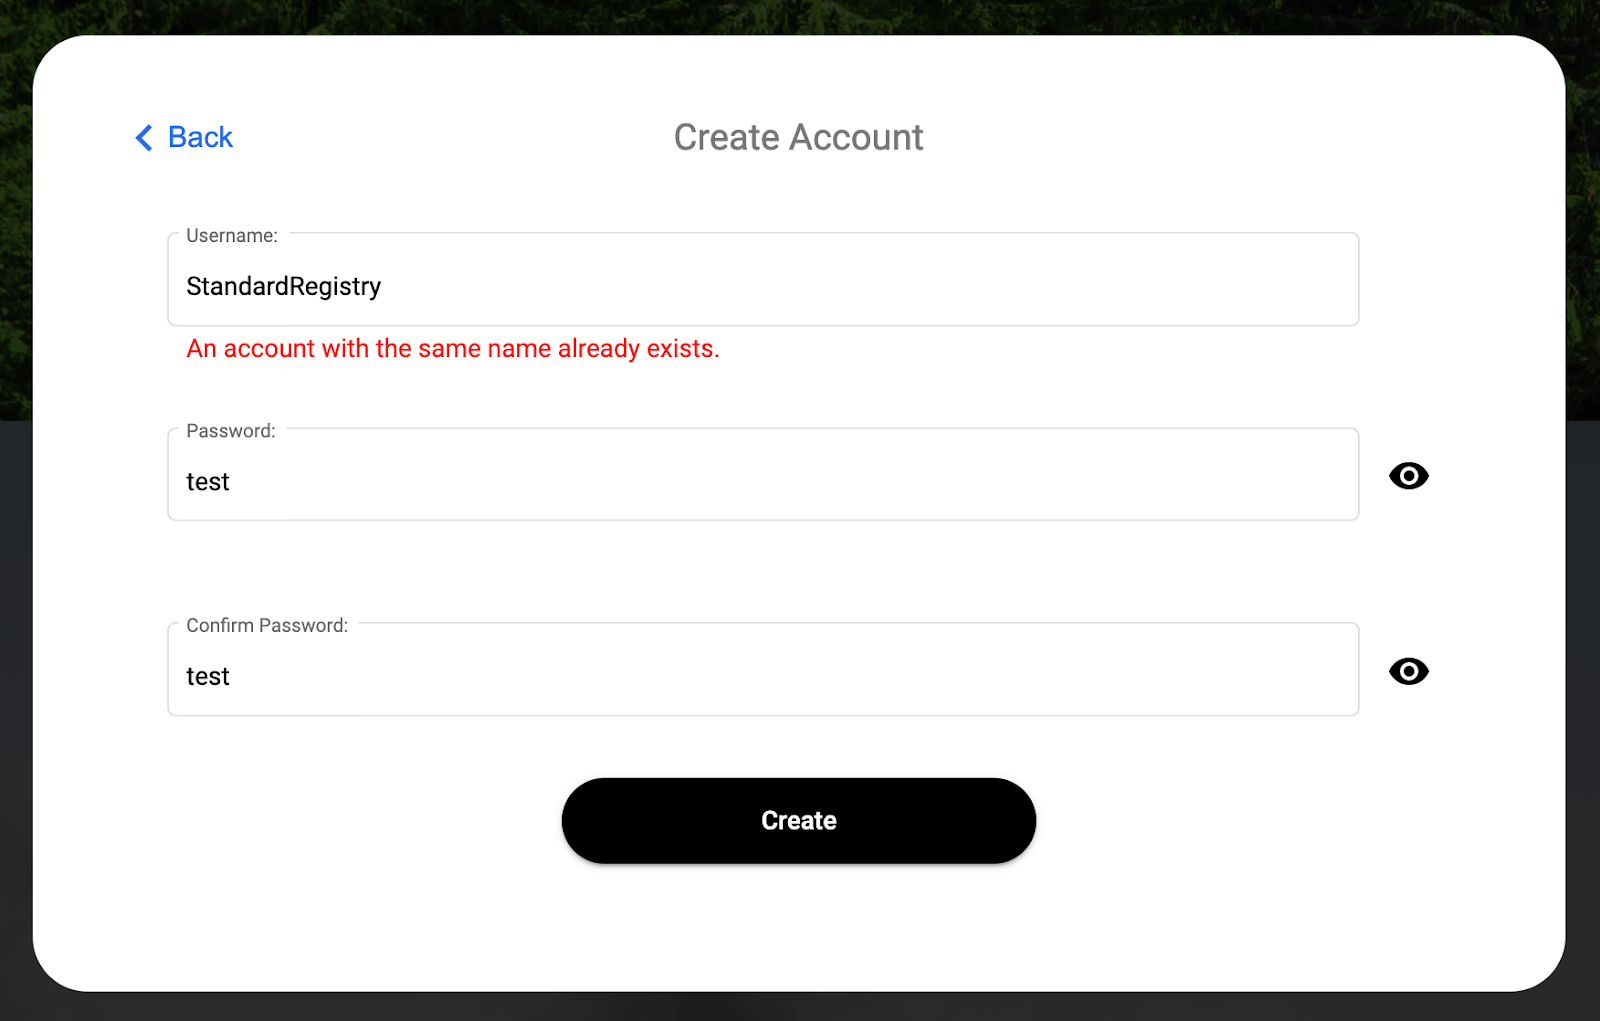 Back
Create Account
Username:
StandardRegistry
An account with the same name already exists.
Password:
test
Confirm Password:
test
Create